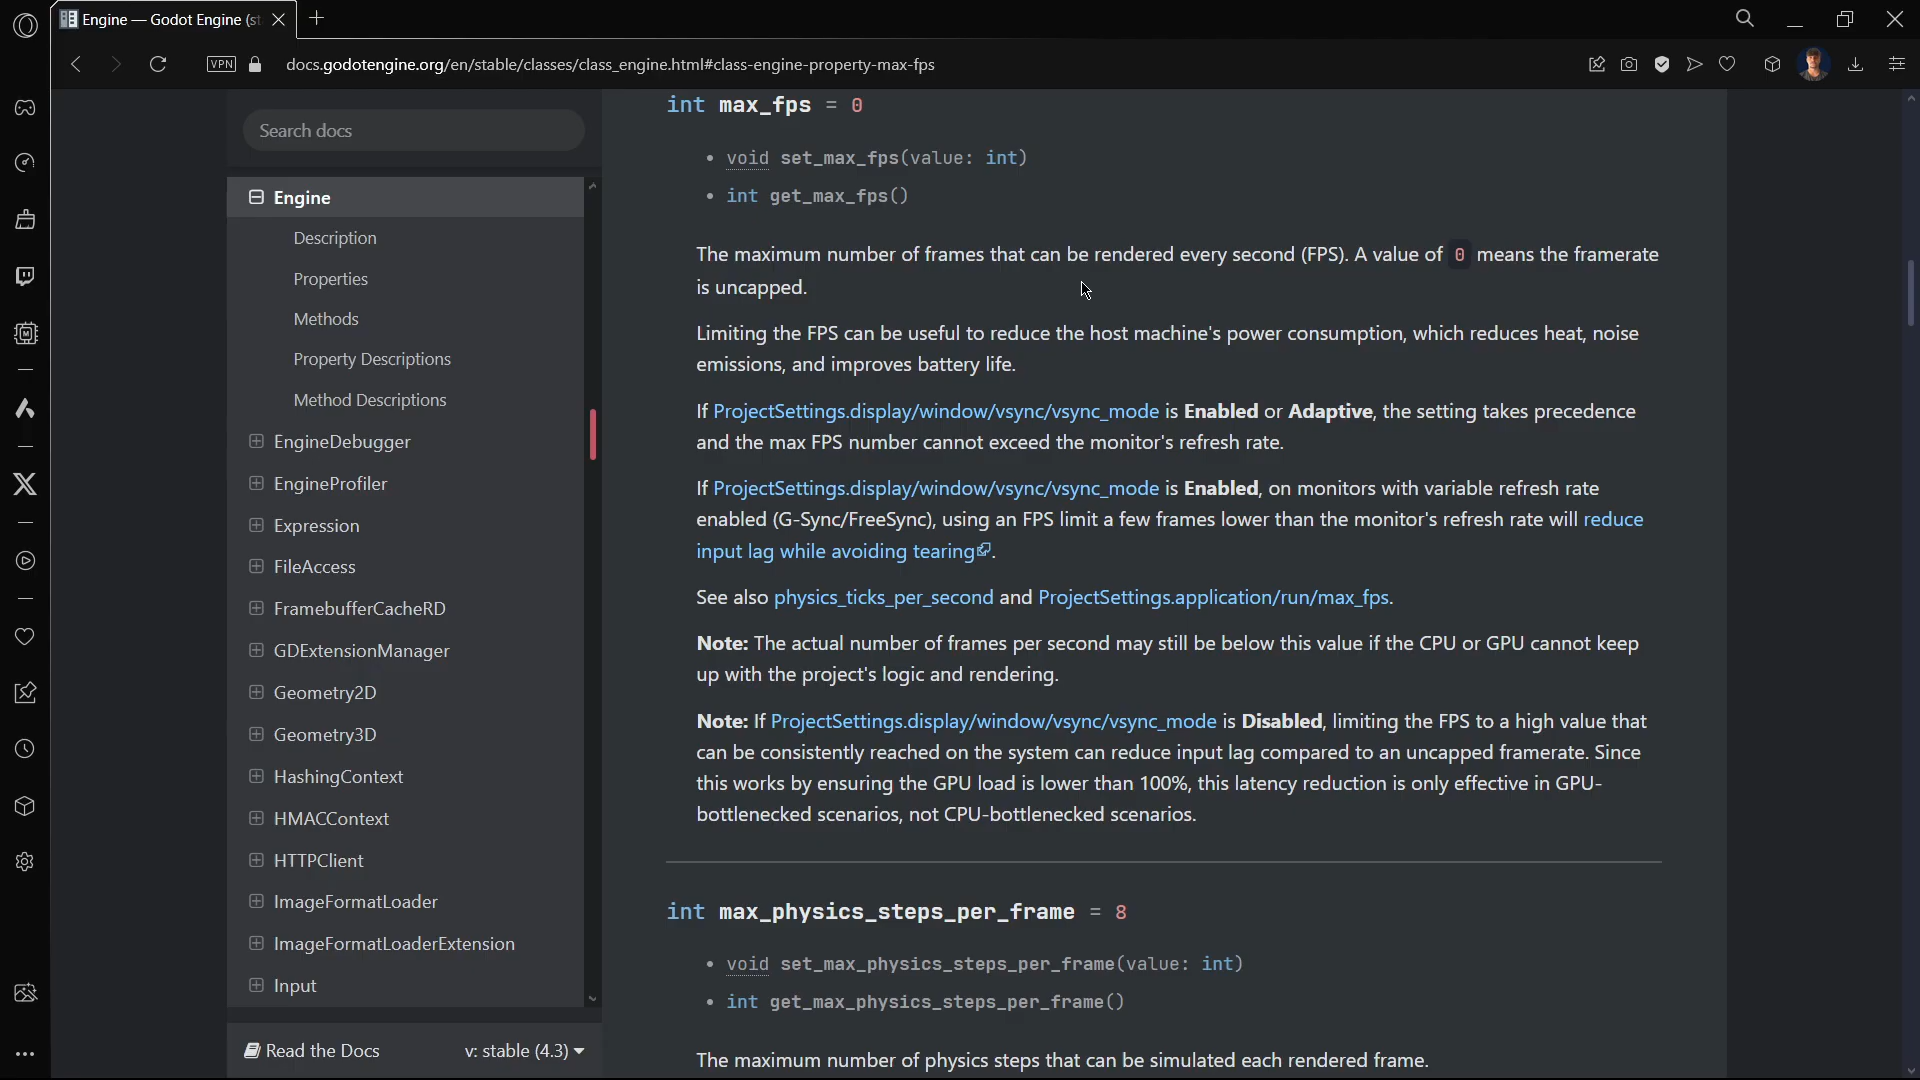 Engine — Godot Engine (st
VPN
docs.godotengine.org/en/stable/classes/class_engine.html#class-engine-property-max-fps
Search docs
Engine
Description
Properties
Methods
Property Descriptions
Method Descriptions
EngineDebugger
EngineProfiler
Expression
FileAccess
FramebufferCacheRD
GDExtensionManager
Geometry2D
Geometry3D
HashingContext
HMACContext
HTTPClient
ImageFormatLoader
ImageFormatLoaderExtension
Input
Read the Docs v: stable (4.3)
int max_fps = 0
• void set_max_fps(value: int)
• int get_max_fps()
The maximum number of frames that can be rendered every second (FPS). A value of 0 means the framerate
is uncapped.
Limiting the FPS can be useful to reduce the host machine's power consumption, which reduces heat, noise
emissions, and improves battery life.
If ProjectSettings.display/window/vsync/vsync_mode is Enabled or Adaptive, the setting takes precedence
and the max FPS number cannot exceed the monitor's refresh rate.
If ProjectSettings.display/window/vsync/vsync_mode is Enabled, on monitors with variable refresh rate
enabled (G-Sync/FreeSync), using an FPS limit a few frames lower than the monitor's refresh rate will reduce
input lag while avoiding tearing.
See also physics_ticks_per_second and ProjectSettings.application/run/max_fps.
Note: The actual number of frames per second may still be below this value if the CPU or GPU cannot keep
up with the project's logic and rendering.
Note: If ProjectSettings.display/window/vsync/vsync_mode is Disabled, limiting the FPS to a high value that
can be consistently reached on the system can reduce input lag compared to an uncapped framerate. Since
this works by ensuring the GPU load is lower than 100%, this latency reduction is only effective in GPU-
bottlenecked scenarios, not CPU-bottlenecked scenarios.
int max_physics_steps_per_frame = 8
• void set_max_physics_steps_per_frame(value: int)
• int get_max_physics_steps_per_frame()
The maximum number of physics steps that can be simulated each rendered frame.